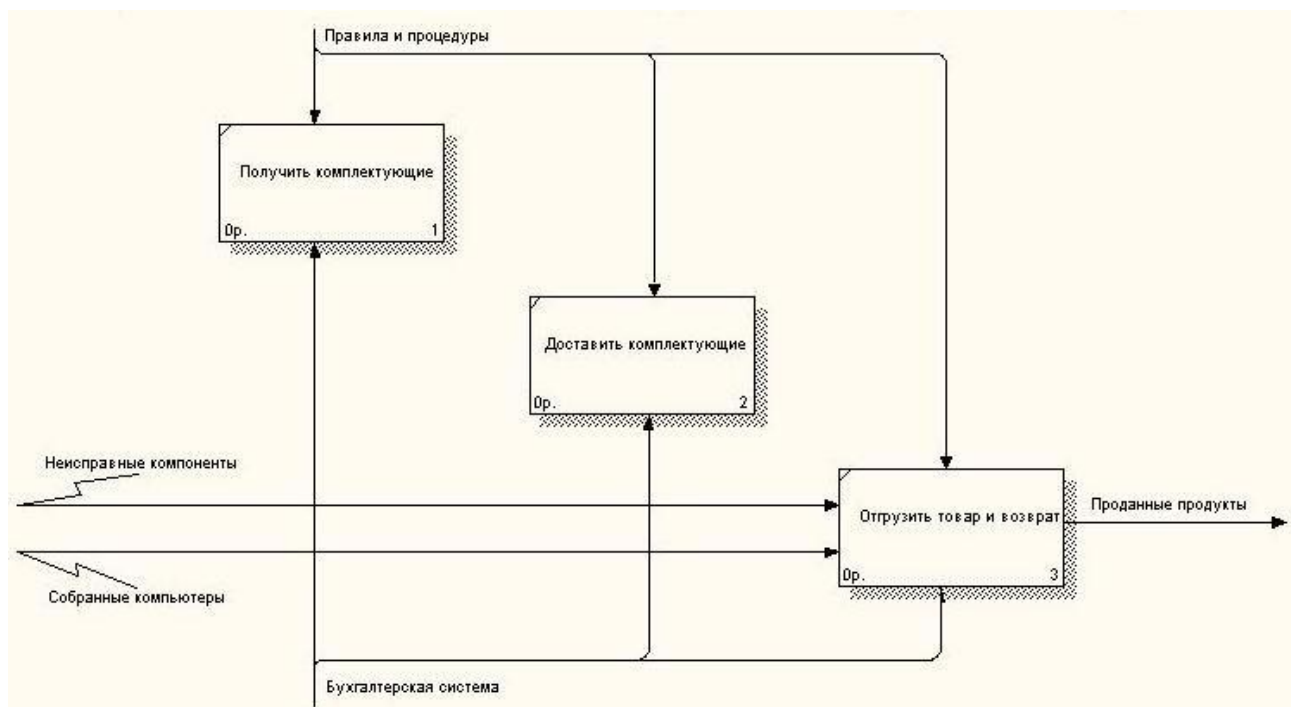 Правила и процедуры
Получить комплектующие
0р. 1
Доставить комплектующие
0р. 2
Неисправные компоненты
Отгрузить товар и возврат
Проданные продукты
0р. 3
Собранные компьютеры
Бухгалтерская система